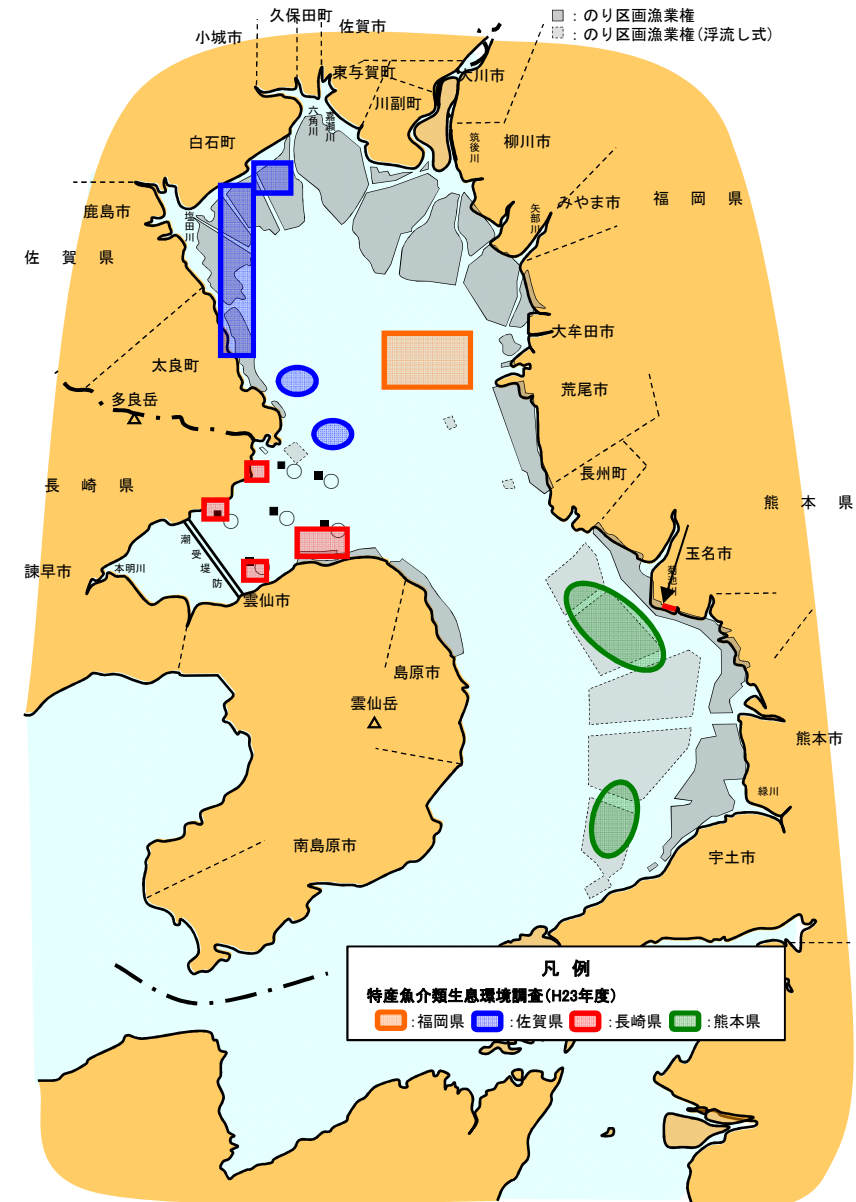 ：のり区画漁業権
：のり区画漁業権(浮流し式)
久保田町
佐賀市
小城市
東与賀町
大川市
川副町
六角川
嘉瀬川
白石町
筑後川
柳川市
鹿島市
塩田川
みやま市
矢部川
福岡県
佐賀県
大牟田市
太良町
荒尾市
多良岳
長洲町
長崎県
熊本県
潮受堤防
玉名市
菊池川
諫早市
本明川
雲仙市
島原市
雲仙岳
熊本市
緑川
南島原市
宇土市
凡例
特産魚介類生息環境調査(H23年度)
：福岡県 ：佐賀県 ：長崎県 ：熊本県